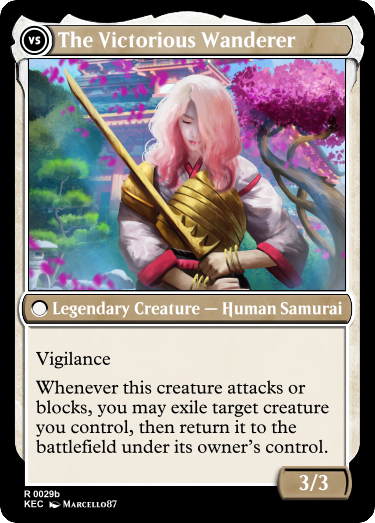 VS
The Victorious Wanderer
Legendary Creature — Human Samurai
Vigilance
Whenever this creature attacks or
blocks, you may exile target creature
you control, then return it to the
battlefield under its owner's control.
3/3
R 0029b
KEC Marcello87